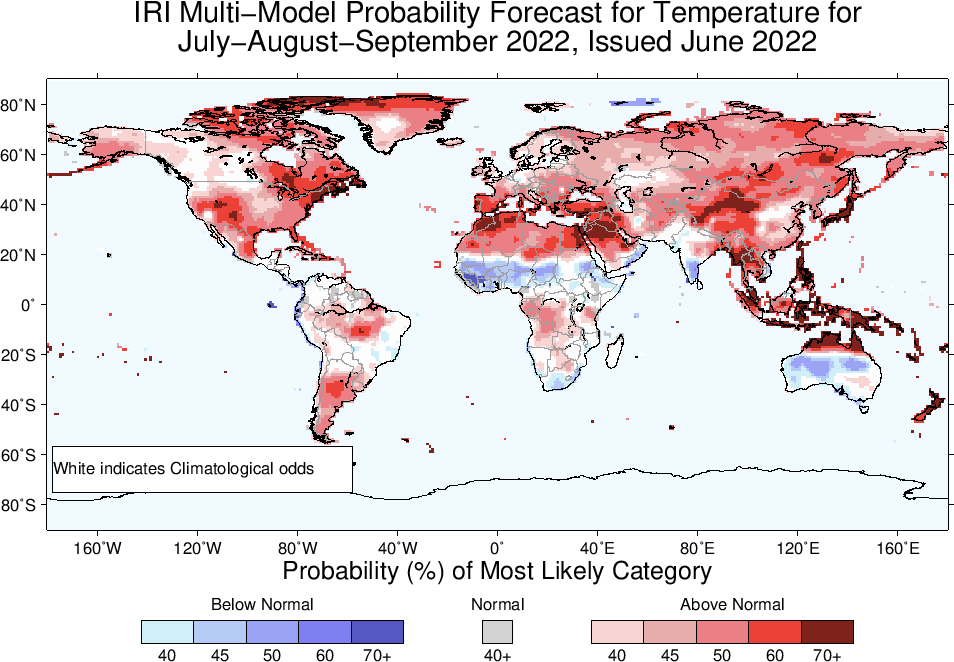 IRI Multi−Model Probability Forecast for Temperature for
July−August−September 2022, Issued June 2022
80˚N
60˚N
40˚N
20˚N
0˚
20˚S
40˚S
60˚S
80˚S
White indicates Climatological odds
160˚W 120˚W 80˚W 40˚W 0˚ 40˚E 80˚E 120˚E 160˚E
Probability (%) of Most Likely Category
Below Normal Normal Above Normal
40 45 50 60 70+ 40+ 40 45 50 60 70+